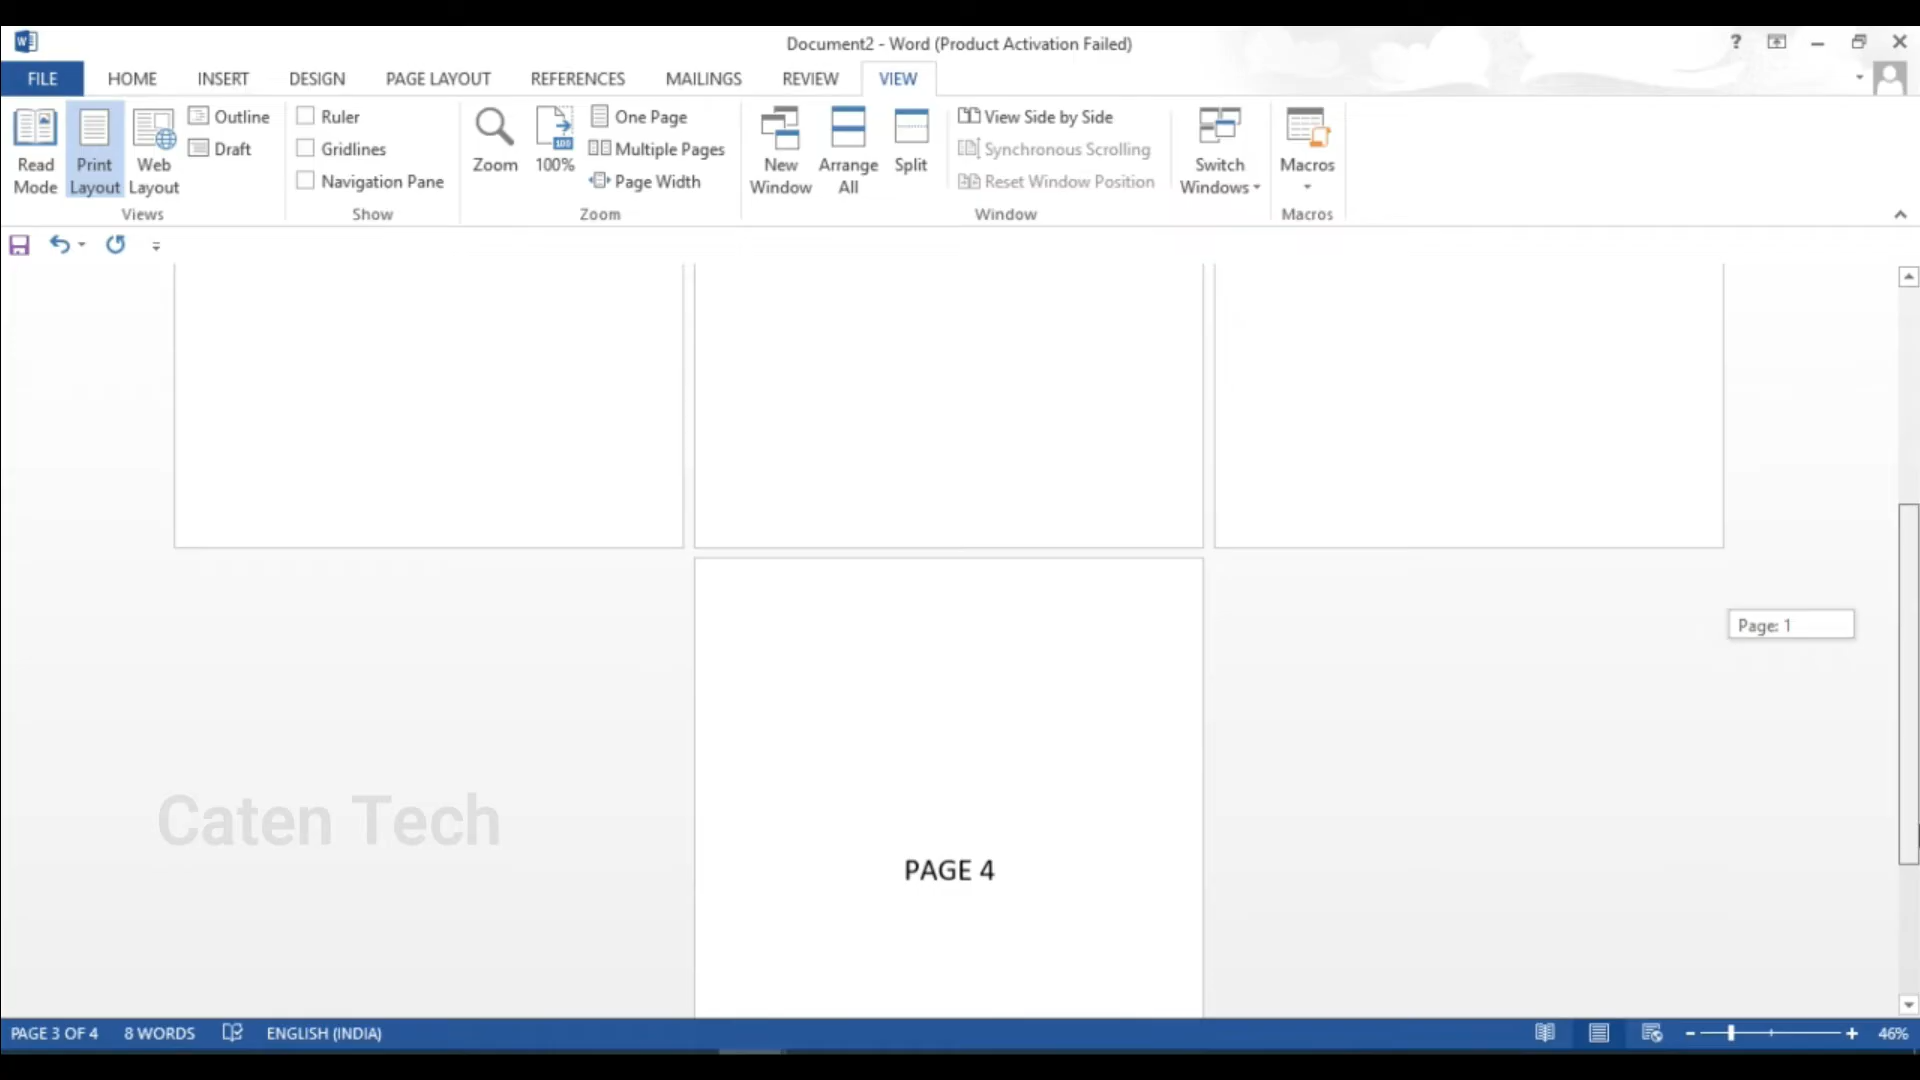 Document2 - Word (Product Activation Failed)
?
FILE HOME INSERT DESIGN PAGE LAYOUT REFERENCES MAILINGS REVIEW VIEW
Read Mode
Print Layout
Web Layout
Outline
Draft
Views
Ruler
Gridlines
Navigation Pane
Show
Zoom
100
100%
One Page
Multiple Pages
Page Width
Zoom
New Window
Arrange All
Split
View Side by Side
Synchronous Scrolling
Reset Window Position
Window
Switch Windows
Macros
Macros
Page: 1
Caten Tech
PAGE 4
PAGE 3 OF 4 8 WORDS ENGLISH (INDIA) 46%